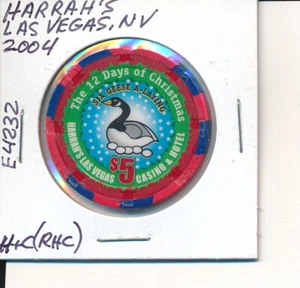 HARRAH'S
LAS VEGAS, NV
2004
E4232
The 12 Days of Christmas
SIX GEESE A-LAYING
$5
HARRAH'S LAS VEGAS CASINO & HOTEL
H+C(RHC)